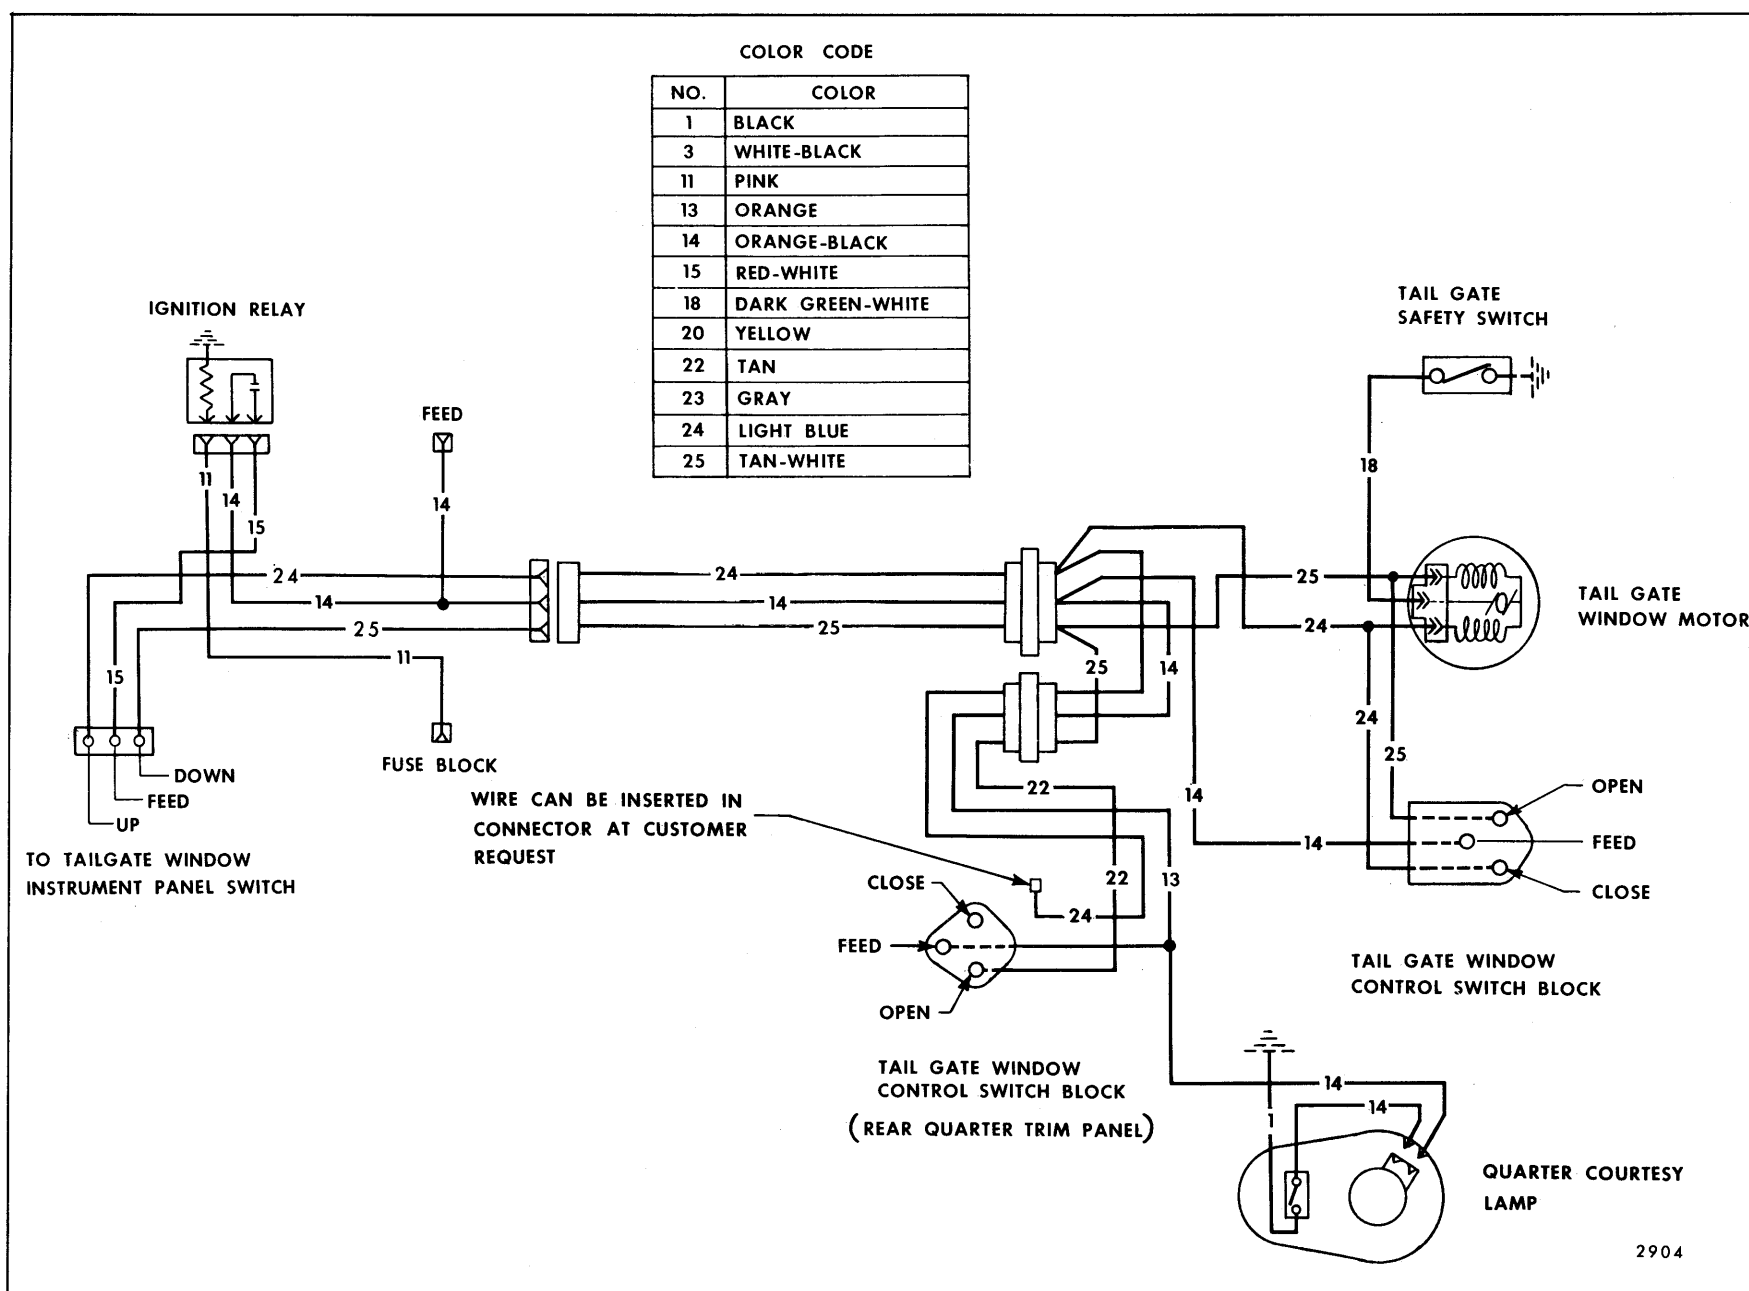 COLOR CODE
NO. COLOR
1 BLACK
3 WHITE-BLACK
11 PINK
13 ORANGE
14 ORANGE-BLACK
15 RED-WHITE
18 DARK GREEN-WHITE
20 YELLOW
22 TAN
23 GRAY
24 LIGHT BLUE
25 TAN-WHITE
IGNITION RELAY
FEED
TAIL GATE
SAFETY SWITCH
11
14
15
14
18
24
14
25
11
15
24
14
25
25
24
TAIL GATE
WINDOW MOTOR
25
14
24
25
DOWN
FEED
UP
TO TAILGATE WINDOW
INSTRUMENT PANEL SWITCH
FUSE BLOCK
22
14
WIRE CAN BE INSERTED IN
CONNECTOR AT CUSTOMER
REQUEST
14
OPEN
FEED
CLOSE
22
13
24
CLOSE
FEED
OPEN
TAIL GATE WINDOW
CONTROL SWITCH BLOCK
TAIL GATE WINDOW
CONTROL SWITCH BLOCK
(REAR QUARTER TRIM PANEL)
14
14
1
QUARTER COURTESY
LAMP
2904